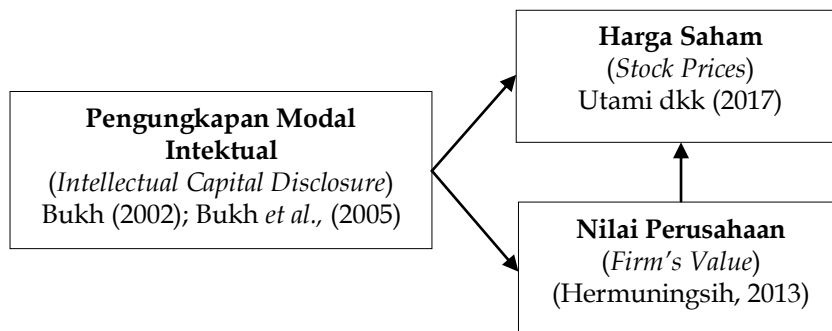 Pengungkapan Modal
Intektual
(Intellectual Capital Disclosure)
Bukh (2002); Bukh et al., (2005)
Harga Saham
(Stock Prices)
Utami dkk (2017)
Nilai Perusahaan
(Firm's Value)
(Hermuningsih, 2013)